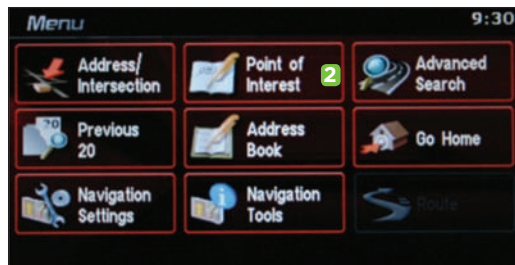 Menu 9:30
Address/ Intersection
Point of Interest 2
Advanced Search
Previous 20
Address Book
Go Home
Navigation Settings
Navigation Tools
Route